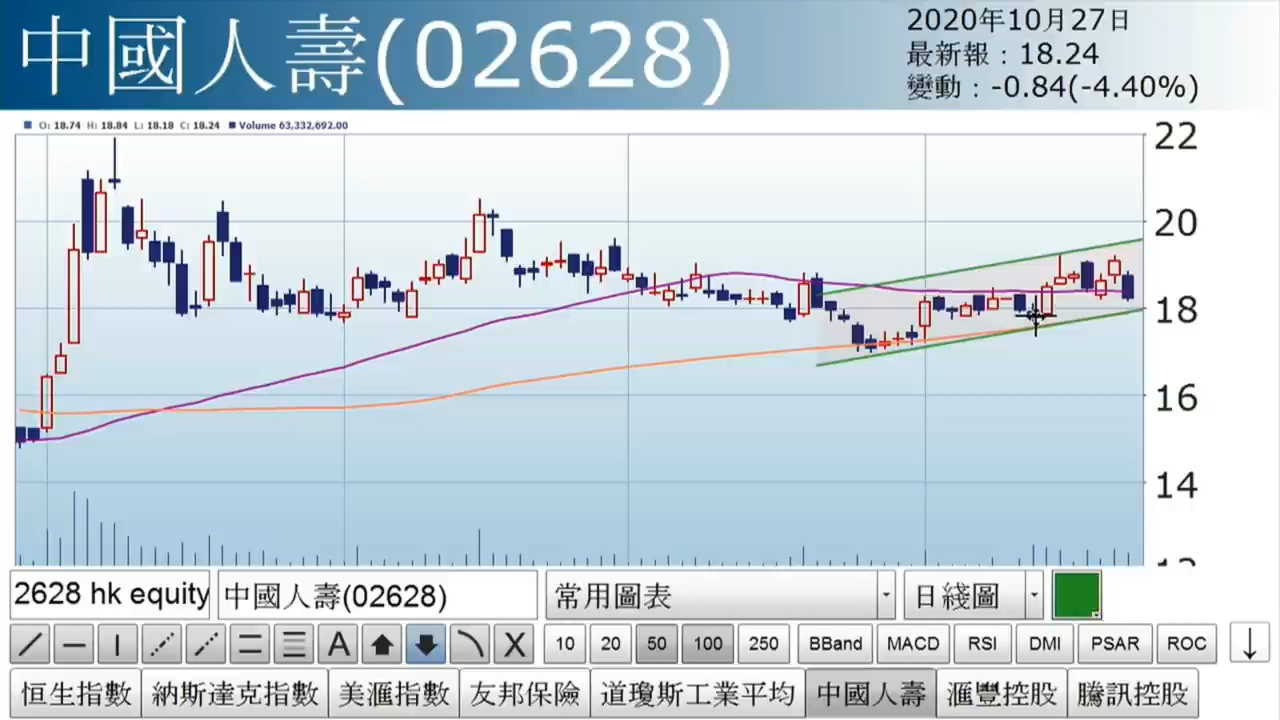 中國人壽(02628)
2020年10月27日
最新報：18.24
變動：-0.84(-4.40%)
O: 18.74 H: 18.84 L: 18.18 C: 18.24 Volume 63,332,692.00
22
20
18
16
14
2628 hk equity 中國人壽(02628) 常用圖表 日綫圖
A X 10 20 50 100 250 BBand MACD RSI DMI PSAR ROC
恒生指數 納斯達克指數 美滙指數 友邦保險 道瓊斯工業平均 中國人壽 滙豐控股 騰訊控股